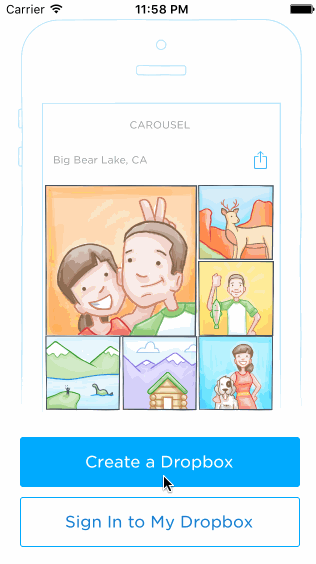 Carrier 11:58 PM
CAROUSEL
Big Bear Lake, CA
Create a Dropbox
Sign In to My Dropbox